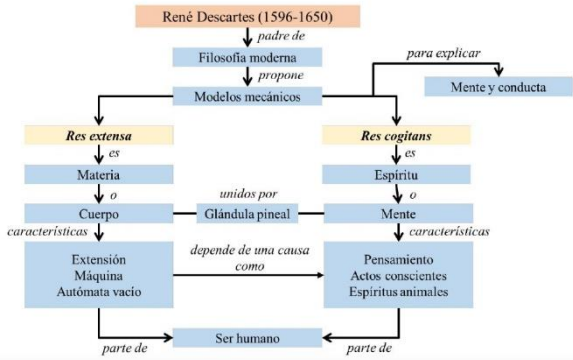 René Descartes (1596-1650)
padre de
Filosofía moderna
propone
para explicar
Modelos mecánicos
Mente y conducta
Res extensa
Res cogitans
es
es
Materia
Espíritu
o
unidos por
o
Cuerpo
Glándula pineal
Mente
características
características
depende de una causa
como
Extensión
Máquina
Autómata vacío
Pensamiento
Actos conscientes
Espíritus animales
parte de
Ser humano
parte de